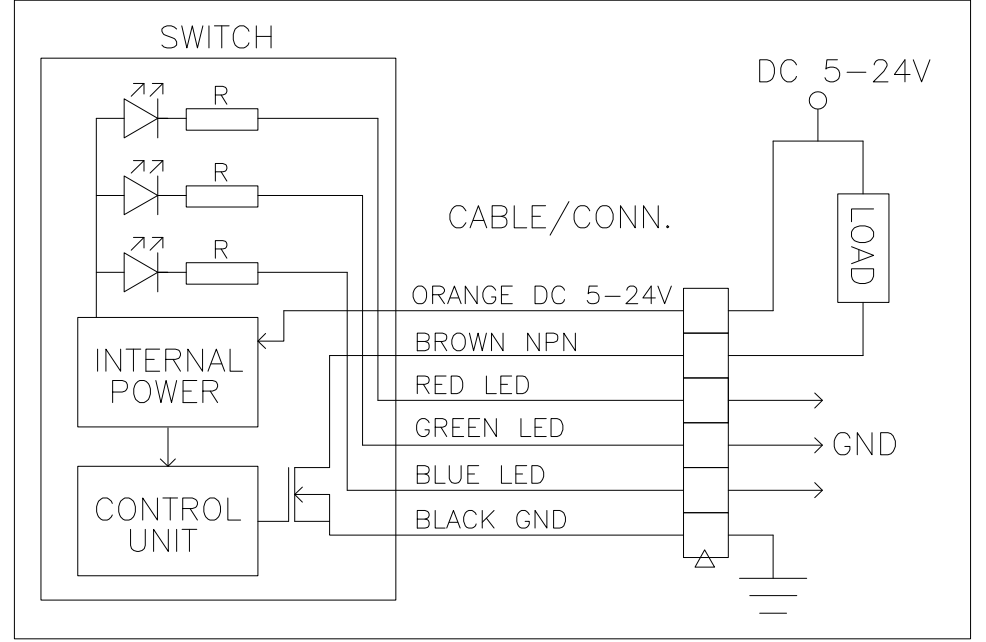 SWITCH
DC 5-24V
R
R
R
CABLE/CONN.
LOAD
ORANGE DC 5-24V
BROWN NPN
RED LED
GREEN LED
GND
BLUE LED
BLACK GND
INTERNAL
POWER
CONTROL
UNIT